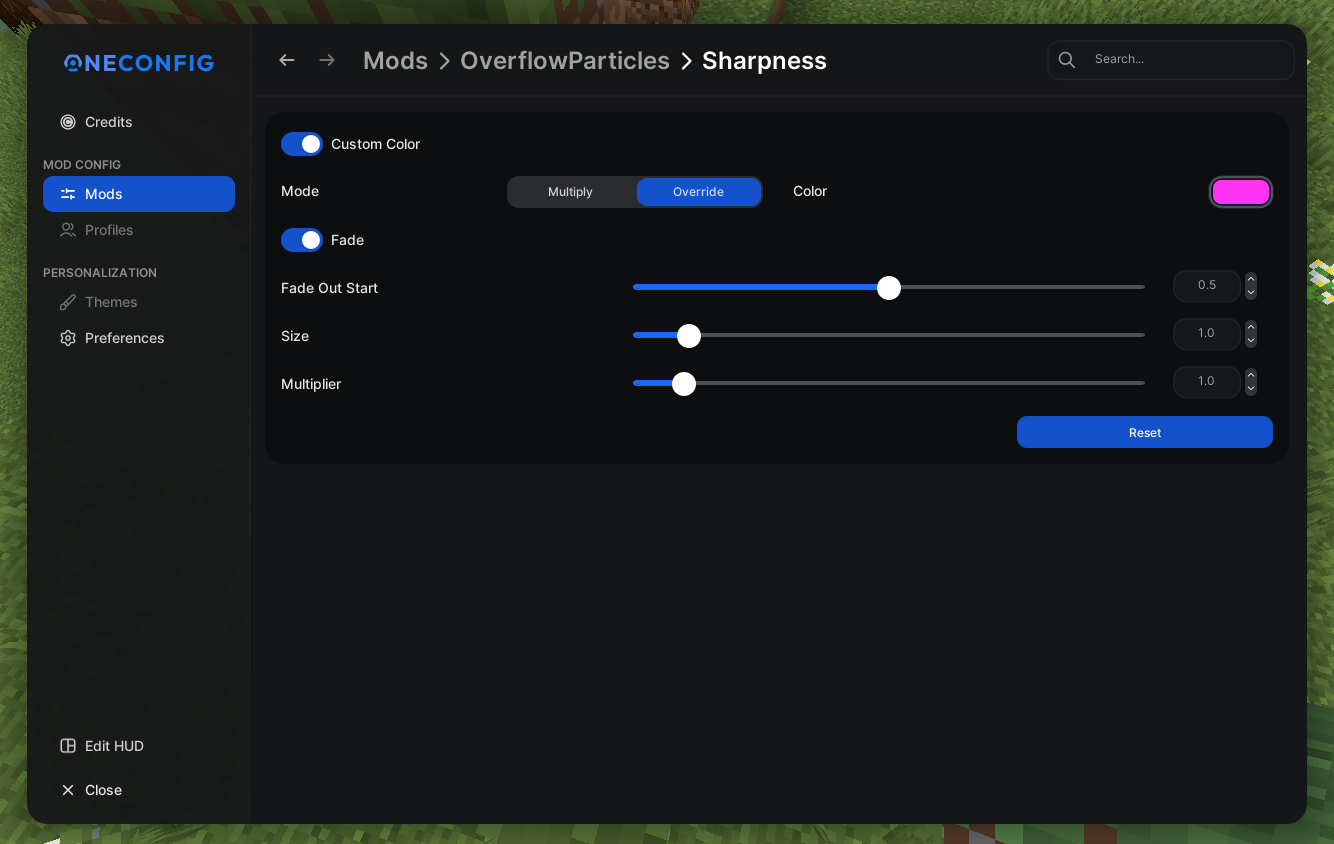 ONECONFIG
Mods > OverflowParticles > Sharpness
Search...
Credits
MOD CONFIG
Mods
Profiles
PERSONALIZATION
Themes
Preferences
Edit HUD
Close
Custom Color
Mode
Multiply
Override
Color
Fade
Fade Out Start
0.5
Size
1.0
Multiplier
1.0
Reset